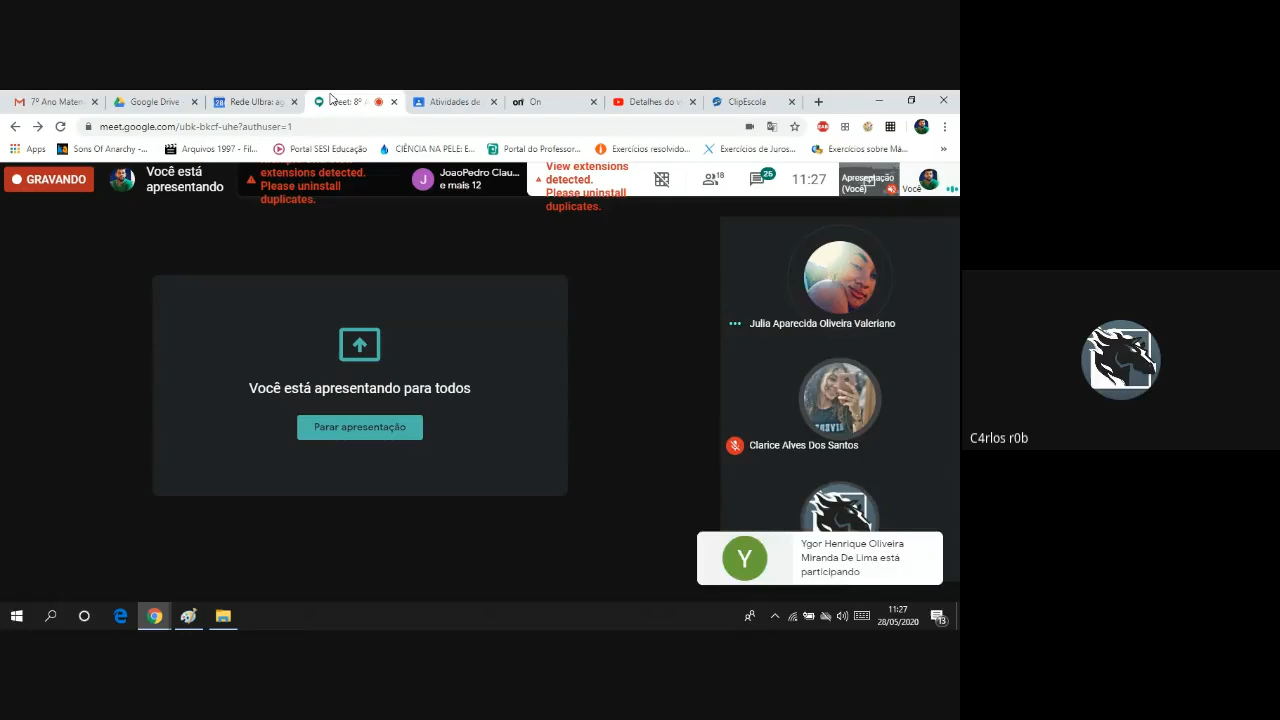 7º Ano Matem
Google Drive
28
Rede Ulbra: ag
Meet: 8º A
Atividades de
on
On
Detalhes do v
ClipEscola
meet.google.com/ubk-bkcf-uhe?authuser=1
Apps
Sons Of Anarchy -...
Arquivos 1997 - Fil...
Portal SESI Educação
CIÊNCIA NA PELE: E...
Portal do Professor...
Exercícios resolvido...
Exercícios de Juros...
Exercícios sobre Má...
»
GRAVANDO
Você está
apresentando
extensions detected.
Please uninstall
duplicates.
J
JoaoPedro Clau...
e mais 12
View extensions
detected.
Please uninstall
duplicates.
18
26
11:27
Apresentação
(Você)
Você
Você está apresentando para todos
Parar apresentação
Julia Aparecida Oliveira Valeriano
Clarice Alves Dos Santos
Y
Ygor Henrique Oliveira
Miranda De Lima está
participando
C4rlos r0b
11:27
28/05/2020
13